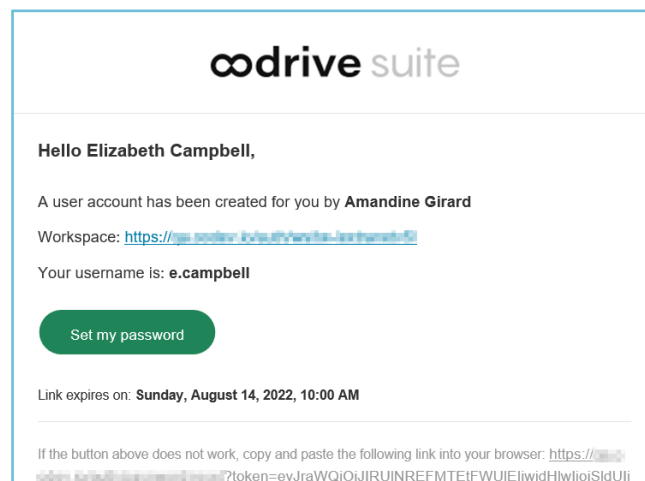 oodrive suite
Hello Elizabeth Campbell,
A user account has been created for you by Amandine Girard
Workspace: https://
Your username is: e.campbell
Set my password
Link expires on: Sunday, August 14, 2022, 10:00 AM
If the button above does not work, copy and paste the following link into your browser: https://